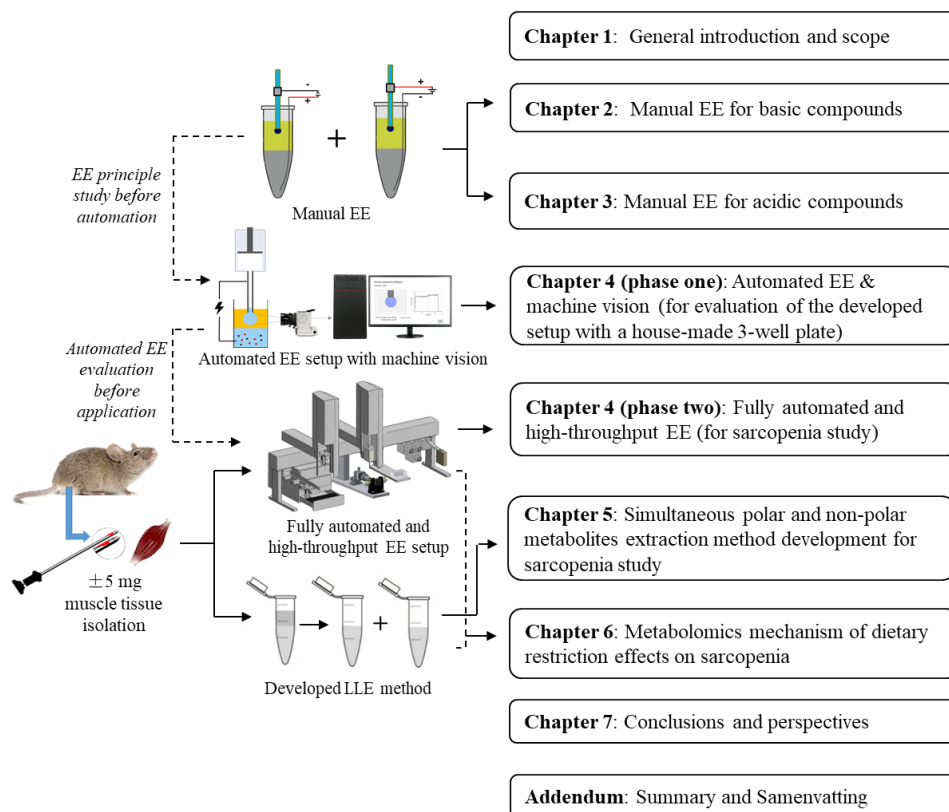 Chapter 1: General introduction and scope
-
+
+
-
+
Chapter 2: Manual EE for basic compounds
EE principle
study before
automation
Manual EE
Chapter 3: Manual EE for acidic compounds
Chapter 4 (phase one): Automated EE &
machine vision (for evaluation of the developed
setup with a house-made 3-well plate)
Automated EE setup with machine vision
Automated EE
evaluation
before
application
Chapter 4 (phase two): Fully automated and
high-throughput EE (for sarcopenia study)
Fully automated and
high-throughput EE setup
Chapter 5: Simultaneous polar and non-polar
metabolites extraction method development for
sarcopenia study
±5 mg
muscle tissue
isolation
+
Developed LLE method
Chapter 6: Metabolomics mechanism of dietary
restriction effects on sarcopenia
Chapter 7: Conclusions and perspectives
Addendum: Summary and Samenvatting